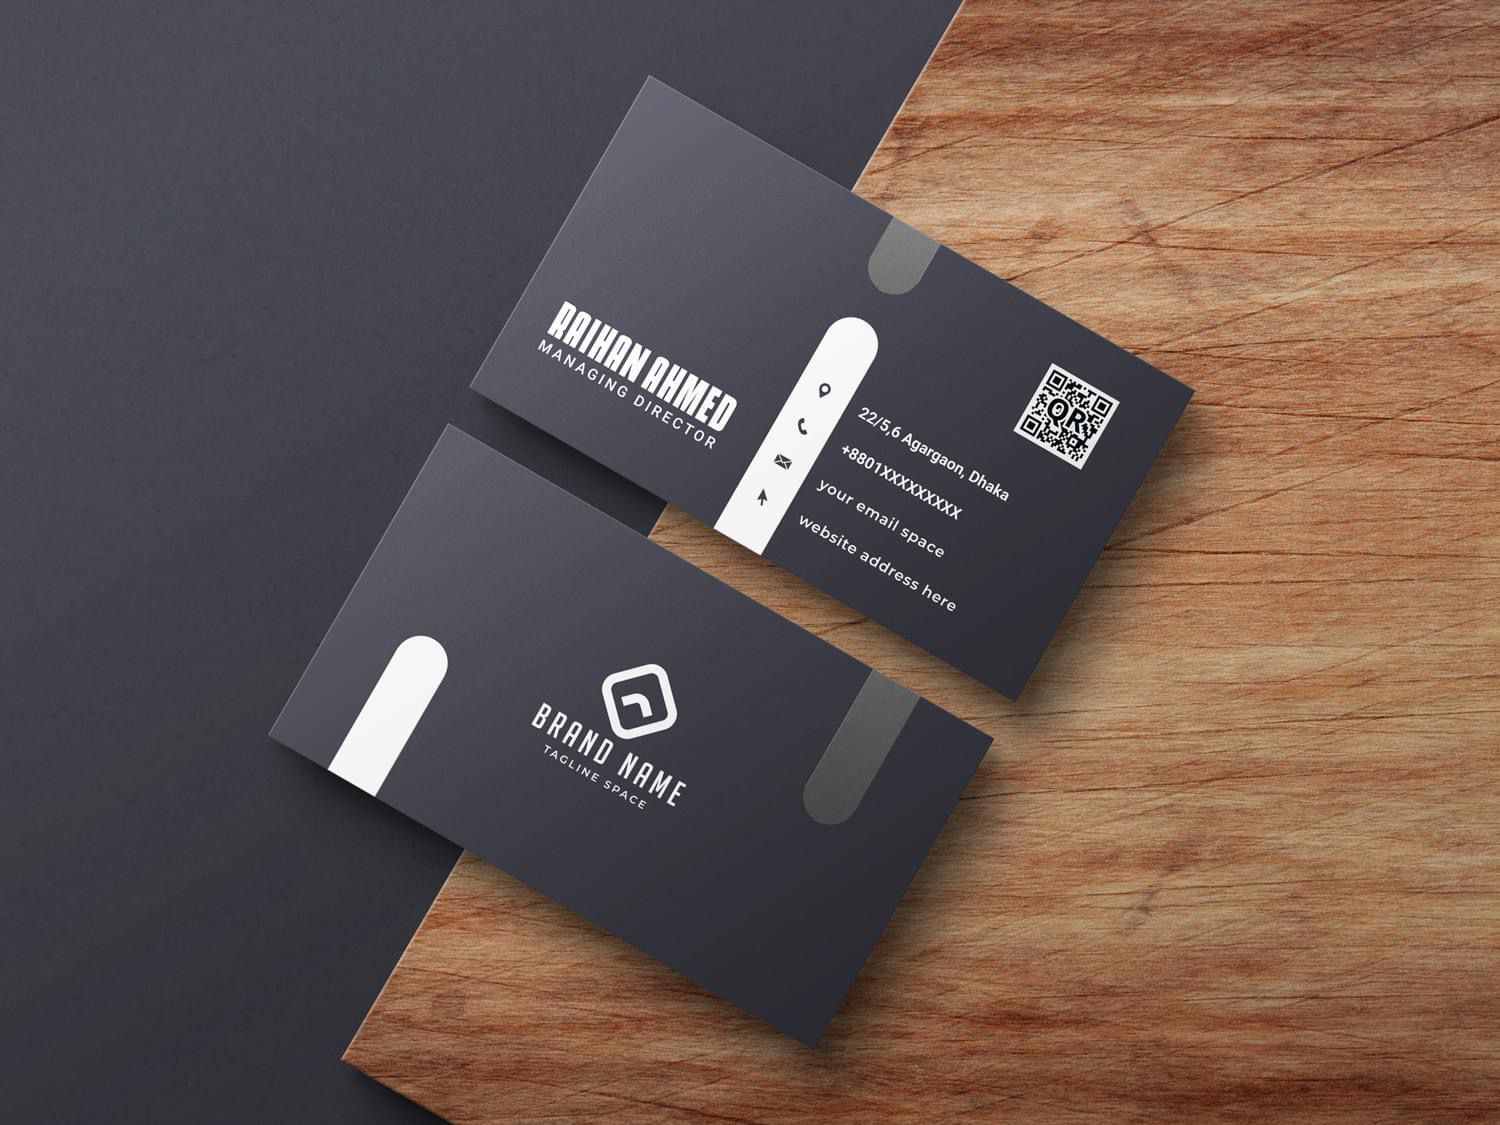 RAIHAN AHMED
MANAGING DIRECTOR
22/5,6 Agargaon, Dhaka
+8801XXXXXXXXX
your email space
website address here
QR
BRAND NAME
TAGLINE SPACE